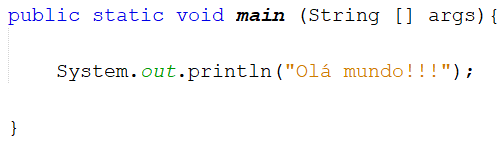 public static void main (String [] args){
System.out.println("Olá mundo!!!");
}